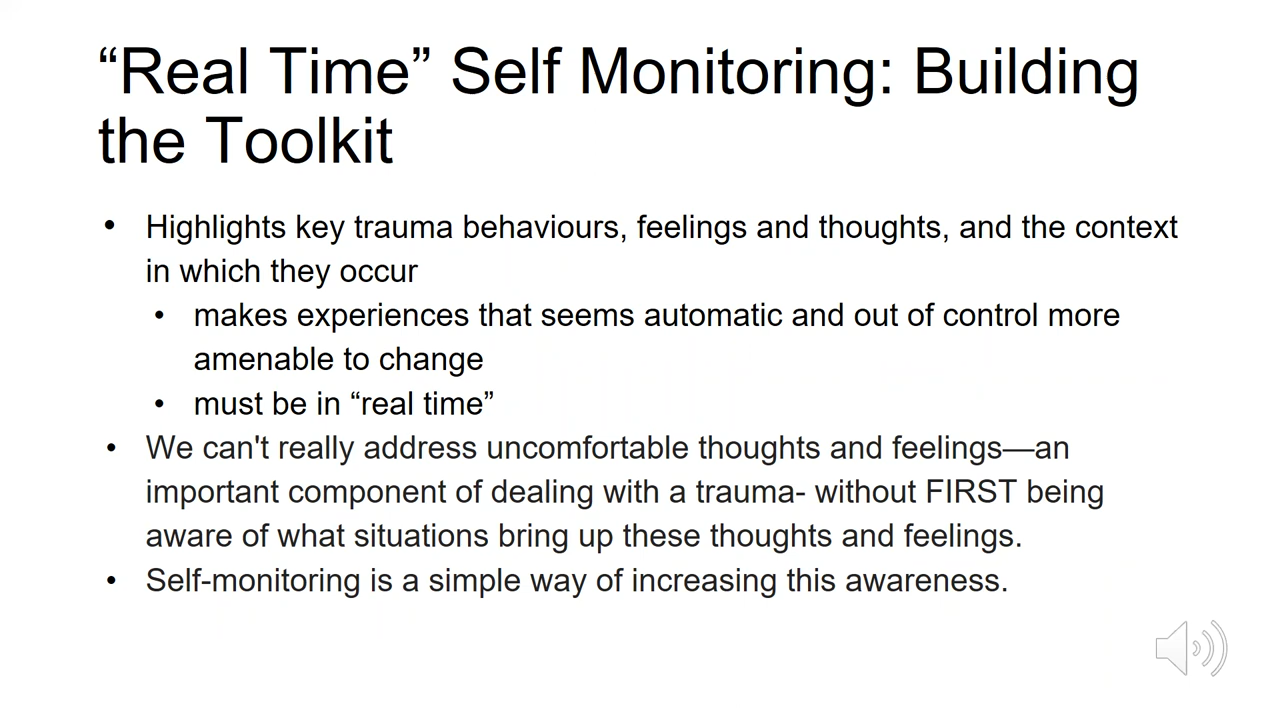 “Real Time” Self Monitoring: Building
the Toolkit
• Highlights key trauma behaviours, feelings and thoughts, and the context
in which they occur
• makes experiences that seems automatic and out of control more
amenable to change
• must be in “real time”
• We can't really address uncomfortable thoughts and feelings—an
important component of dealing with a trauma- without FIRST being
aware of what situations bring up these thoughts and feelings.
• Self-monitoring is a simple way of increasing this awareness.